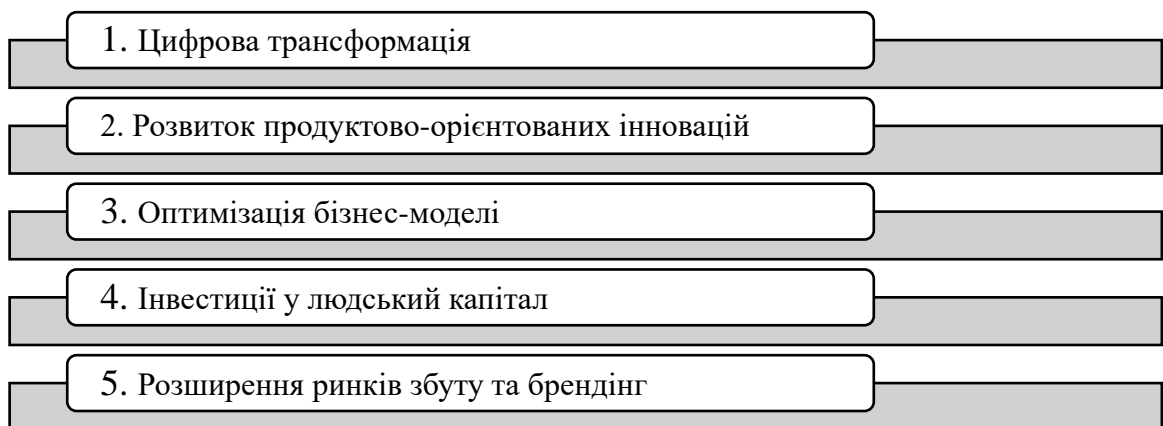 1. Цифрова трансформація
2. Розвиток продуктово-орієнтованих інновацій
3. Оптимізація бізнес-моделі
4. Інвестиції у людський капітал
5. Розширення ринків збуту та брендінг